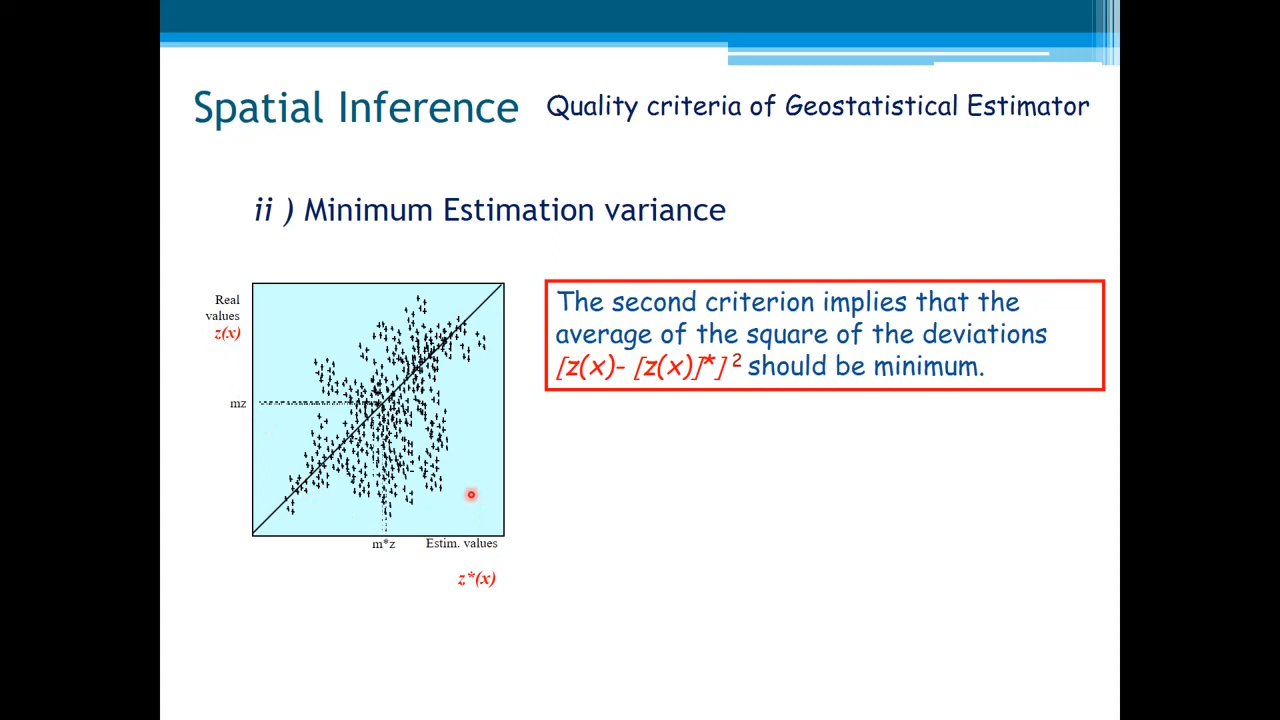 Spatial Inference Quality criteria of Geostatistical Estimator
ii ) Minimum Estimation variance
Real
values
z(x)
mz
m*z
Estim. values
z*(x)
The second criterion implies that the
average of the square of the deviations
[z(x)- [z(x)]*] 2 should be minimum.